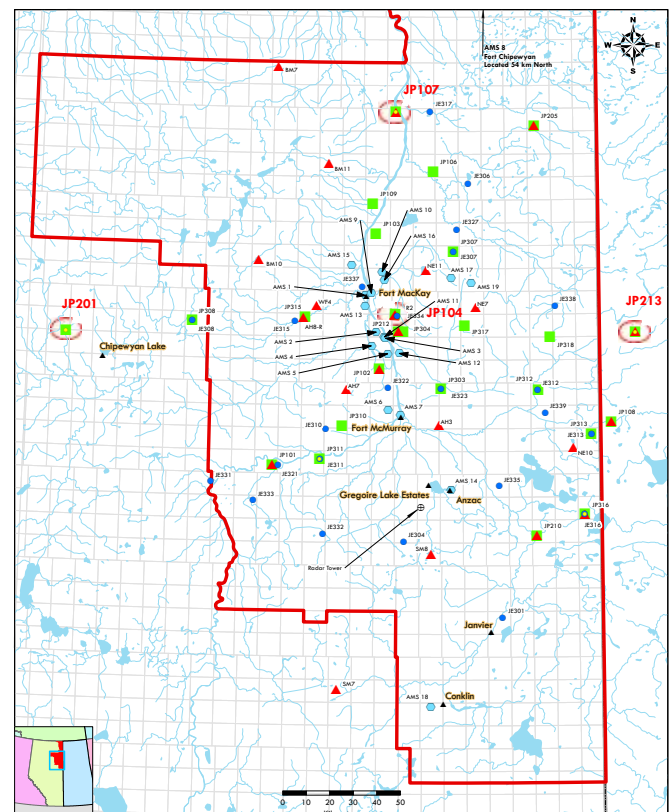 N
W E
S
AMS 8
Fort Chipewyan
Located 54 km North
BM7
JP107
JE317
JP205
BM11
JP106
JE306
JP109
AMS 10
AMS 9
JP103
AMS 16
JE327
JP307
JE307
BM10
AMS 15
NE11
AMS 17
JE337
AMS 19
AMS 1
Fort MacKay
JP201
WF4
AMS 13
R2
AMS 11
NE7
JE338
JP213
JP308
JE308
JP315
JE315
AH8-R
JE334
JP104
JP212
JP304
JP317
AMS 2
AMS 3
JP318
Chipewyan Lake
AMS 4
AMS 12
AMS 5
JP102
AH7
JE322
JP303
JE323
JP312
JE312
AMS 6
AMS 7
JE339
JP108
JE310
JP310
Fort McMurray
AH3
JP313
JE313
NE10
JP101
JE321
JP311
JE311
JE331
AMS 14
JE335
Gregoire Lake Estates
Anzac
JE333
JP316
JE316
JE332
JE304
JP210
SM8
Radar Tower
JE301
Janvier
SM7
AMS 18
Conklin
0 10 20 30 40 50